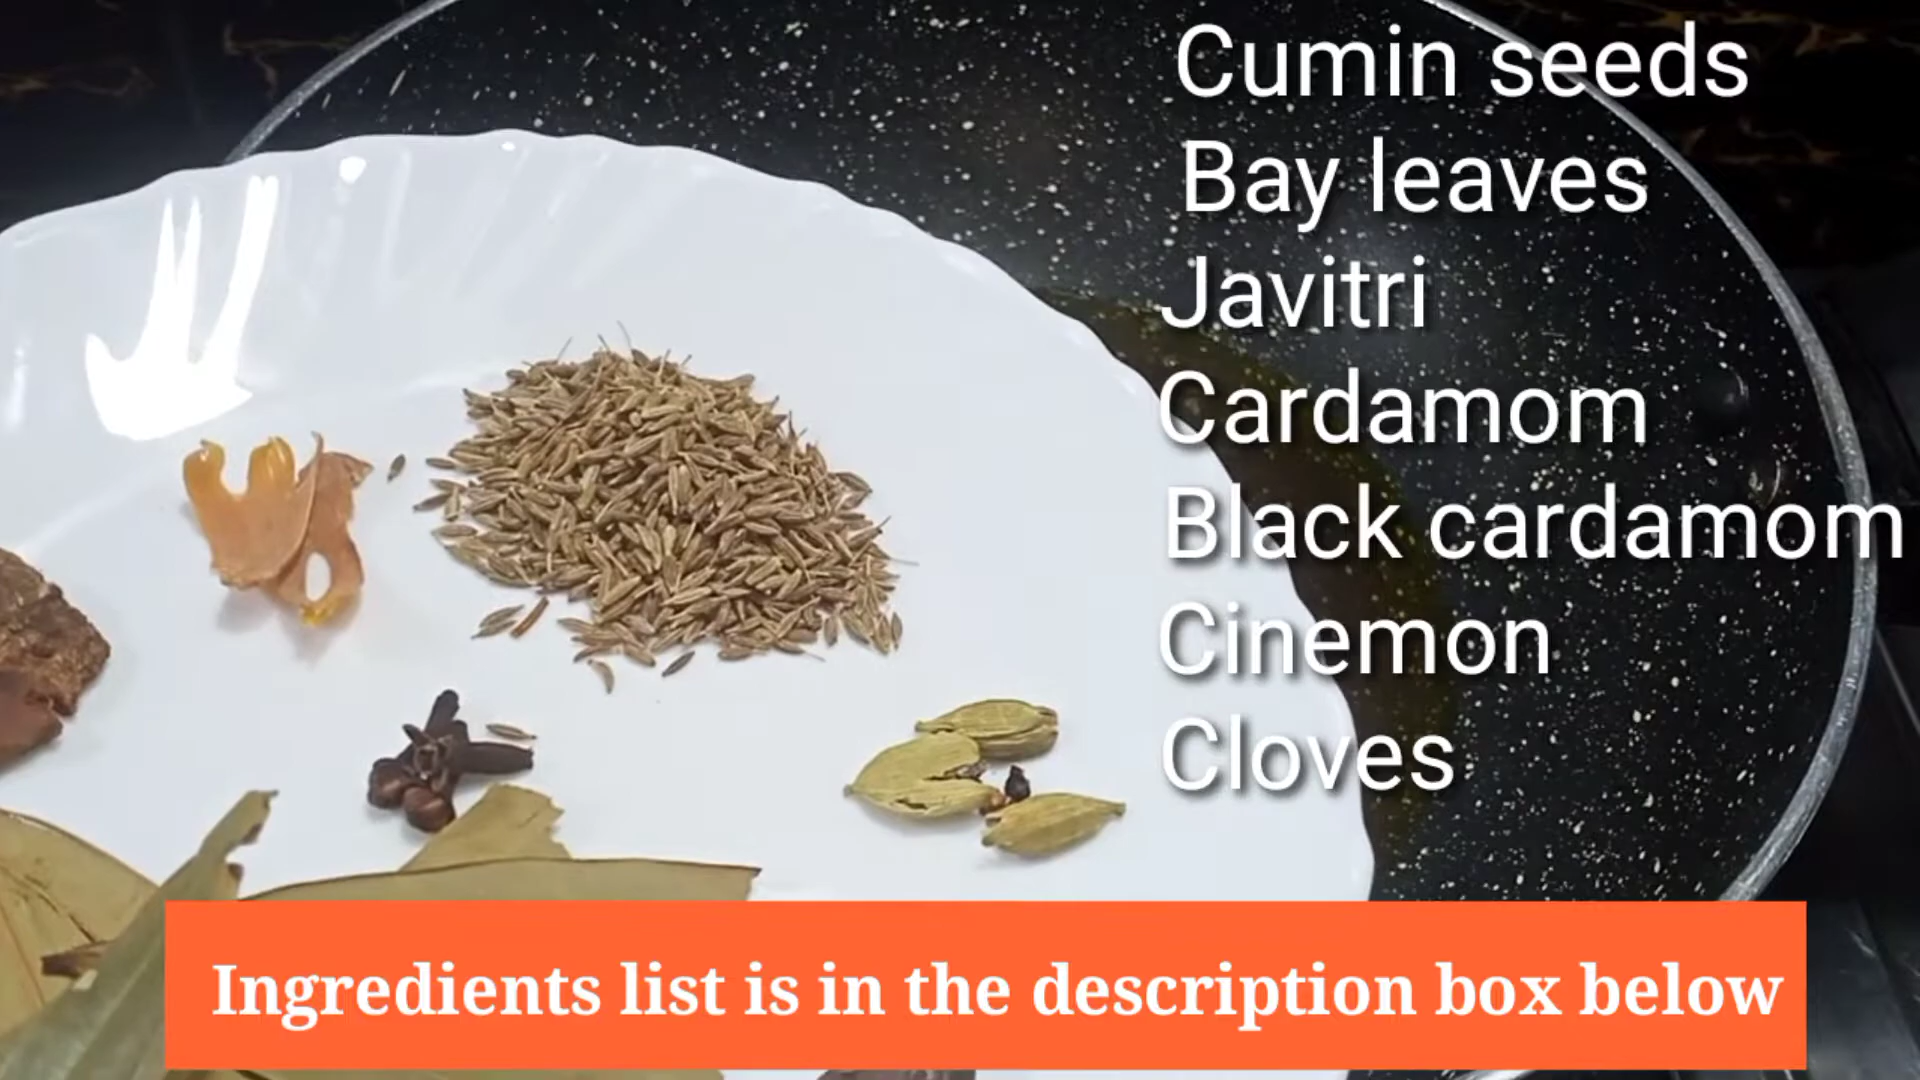 Cumin seeds
Bay leaves
Javitri
Cardamom
Black cardamom
Cinemon
Cloves
Ingredients list is in the description box below